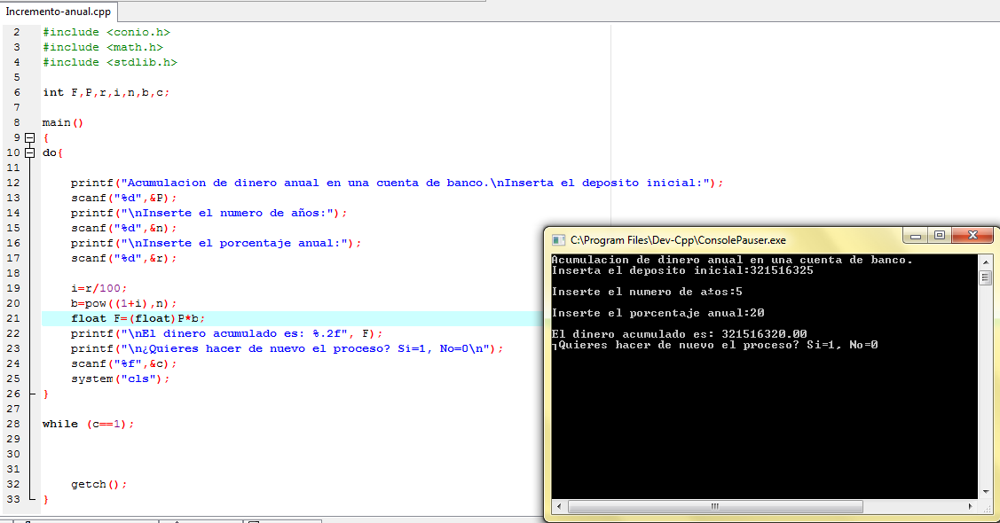 Incremento-anual.cpp
2 #include <conio.h>
3 #include <math.h>
4 #include <stdlib.h>
5
6 int F,P,r,i,n,b,c;
7
8 main()
9 {
10 do{
11
12 printf("Acumulacion de dinero anual en una cuenta de banco.\nInserta el deposito inicial:");
13 scanf("%d",&P);
14 printf("\nInserte el numero de años:");
15 scanf("%d",&n);
16 printf("\nInserte el porcentaje anual:");
17 scanf("%d",&r);
18
19 i=r/100;
20 b=pow((1+i),n);
21 float F=(float)P*b;
22 printf("\nEl dinero acumulado es: %.2f", F);
23 printf("\n¿Quieres hacer de nuevo el proceso? Si=1, No=0\n");
24 scanf("%f",&c);
25 system("cls");
26 }
27
28 while (c==1);
29
30
31
32 getch();
33 }
C:\Program Files\Dev-Cpp\ConsolePauser.exe
Acumulacion de dinero anual en una cuenta de banco.
Inserta el deposito inicial:321516325
Inserte el numero de a±os:5
Inserte el porcentaje anual:20
El dinero acumulado es: 321516320.00
┐Quieres hacer de nuevo el proceso? Si=1, No=0